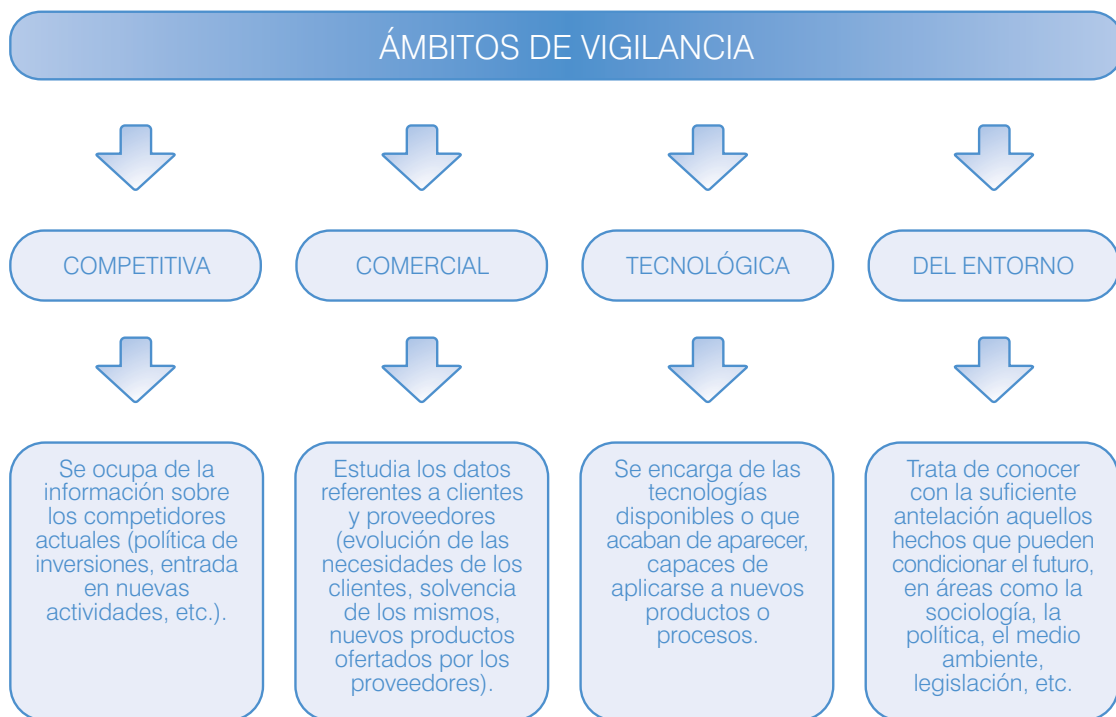 ÁMBITOS DE VIGILANCIA
COMPETITIVA
COMERCIAL
TECNOLÓGICA
DEL ENTORNO
Se ocupa de la
información sobre
los competidores
actuales (política de
inversiones, entrada
en nuevas
actividades, etc.).
Estudia los datos
referentes a clientes
y proveedores
(evolución de las
necesidades de los
clientes, solvencia
de los mismos,
nuevos productos
ofertados por los
proveedores).
Se encarga de las
tecnologías
disponibles o que
acaban de aparecer,
capaces de
aplicarse a nuevos
productos o
procesos.
Trata de conocer
con la suficiente
antelación aquellos
hechos que pueden
condicionar el futuro,
en áreas como la
sociología, la
política, el medio
ambiente,
legislación, etc.